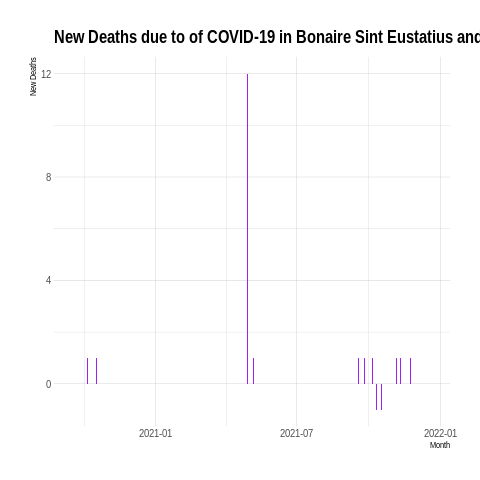 New Deaths due to of COVID-19 in Bonaire Sint Eustatius and
New Deaths
12
8
4
0
2021-01
2021-07
2022-01
Month